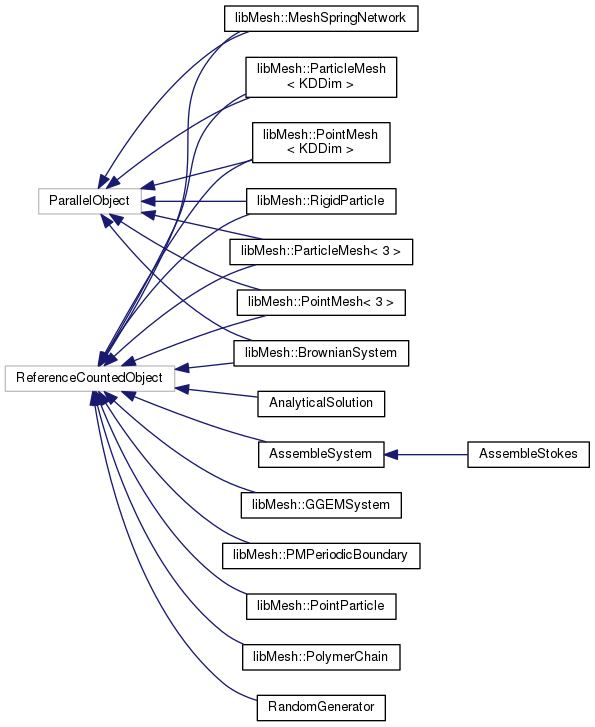 libMesh::MeshSpringNetwork
libMesh::ParticleMesh
< KDDim >
libMesh::PointMesh
< KDDim >
ParallelObject
libMesh::RigidParticle
libMesh::ParticleMesh< 3 >
libMesh::PointMesh< 3 >
libMesh::BrownianSystem
ReferenceCountedObject
AnalyticalSolution
AssembleSystem
AssembleStokes
libMesh::GGEMSystem
libMesh::PMPeriodicBoundary
libMesh::PointParticle
libMesh::PolymerChain
RandomGenerator